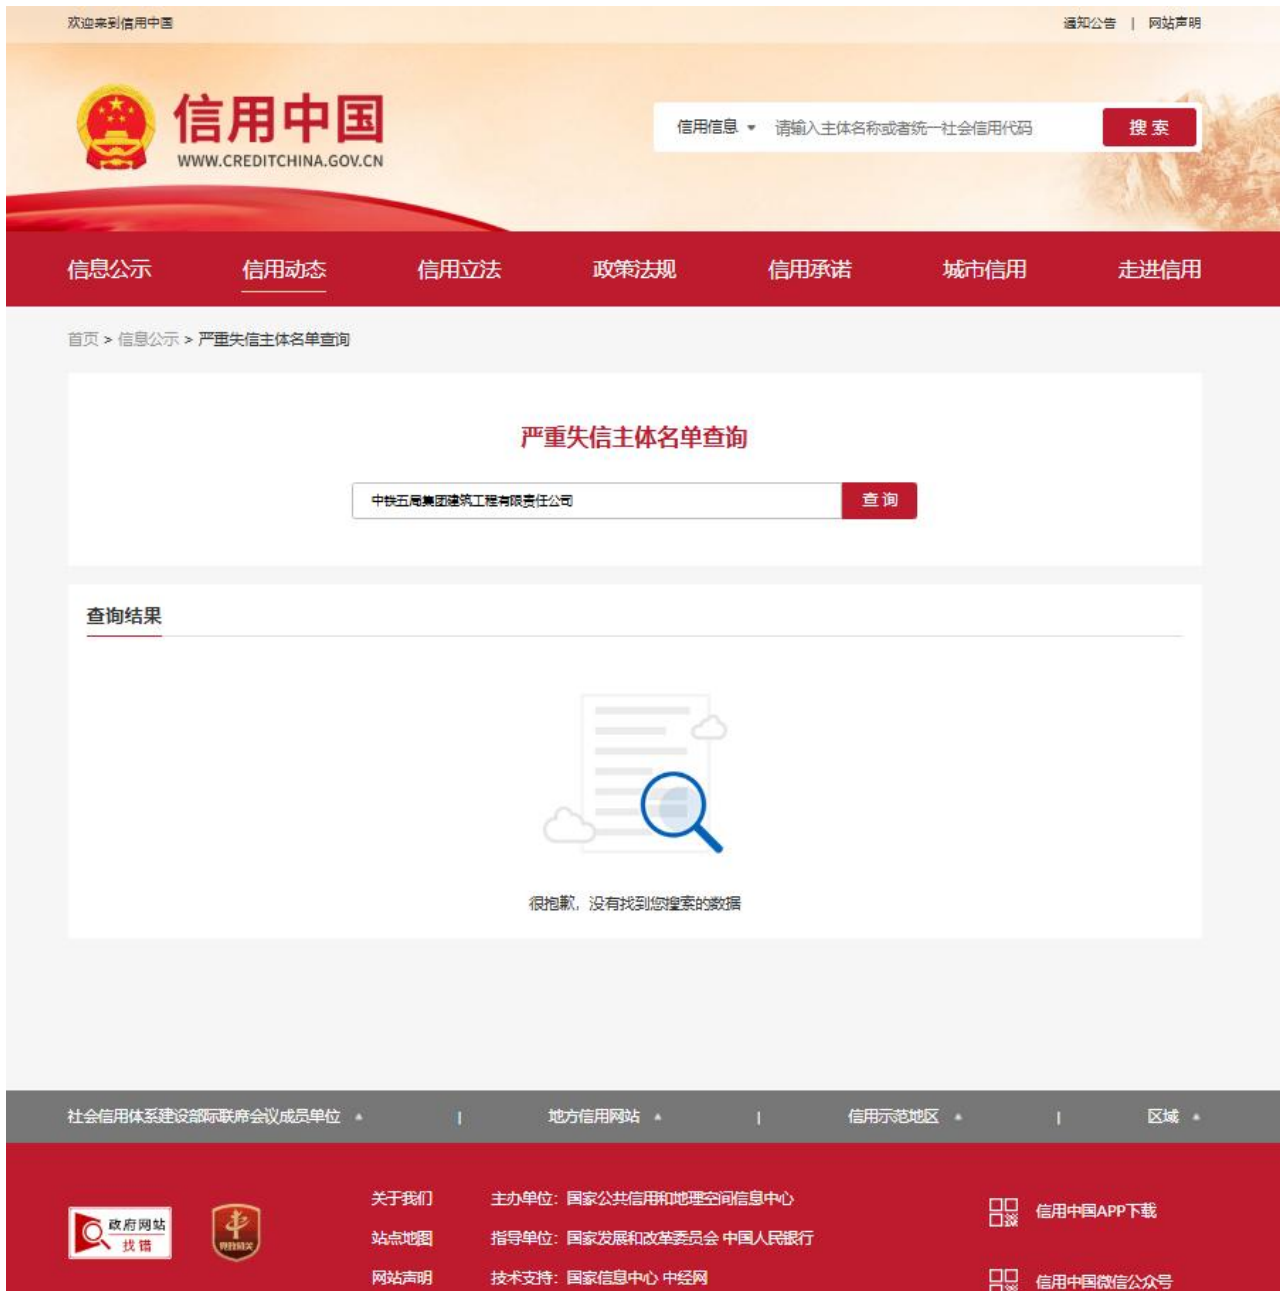 欢迎来到信用中国
通知公告 | 网站声明
信用中国
WWW.CREDITCHINA.GOV.CN
信用信息 请输入主体名称或者统一社会信用代码 搜索
信息公示 信用动态 信用立法 政策法规 信用承诺 城市信用 走进信用
首页 > 信息公示 > 严重失信主体名单查询
严重失信主体名单查询
中铁五局集团建筑工程有限责任公司 查询
查询结果
很抱歉，没有找到您搜索的数据
社会信用体系建设部际联席会议成员单位 | 地方信用网站 | 信用示范地区 | 区域
政府网站
找错
党政机关
关于我们 主办单位：国家公共信用和地理空间信息中心
信用中国APP下载
站点地图 指导单位：国家发展和改革委员会 中国人民银行
网站声明 技术支持：国家信息中心 中经网
信用中国微信公众号